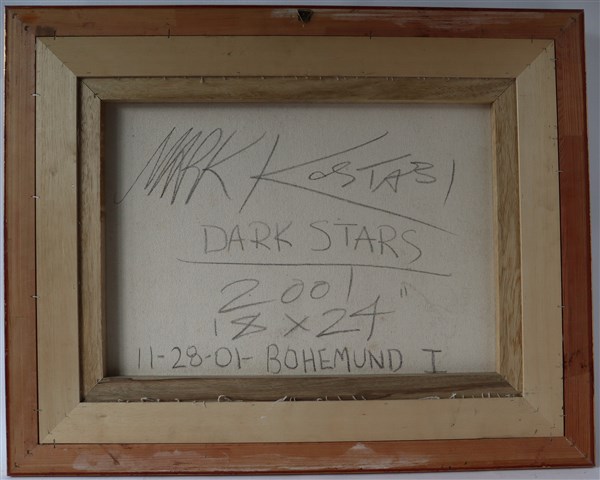 MARK KOSTABI
DARK STARS
2001
18 x 24"
11-28-01- BOHEMUND I